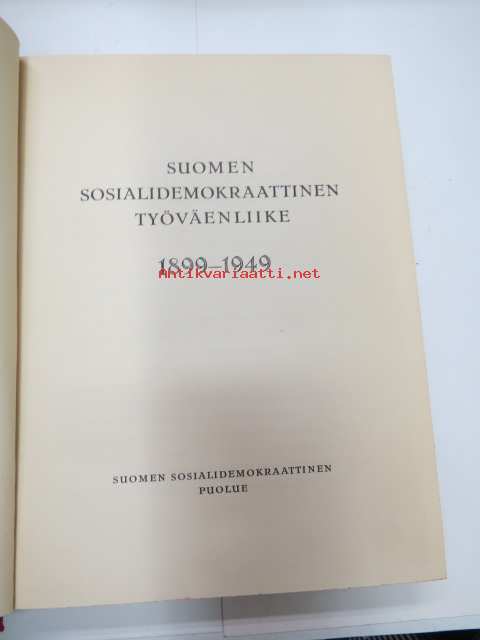 SUOMEN
SOSIALIDEMOKRAATTINEN
TYÖVÄENLIIKE
1899–1949
Antikvariaatti.net
SUOMEN SOSIALIDEMOKRAATTINEN
PUOLUE